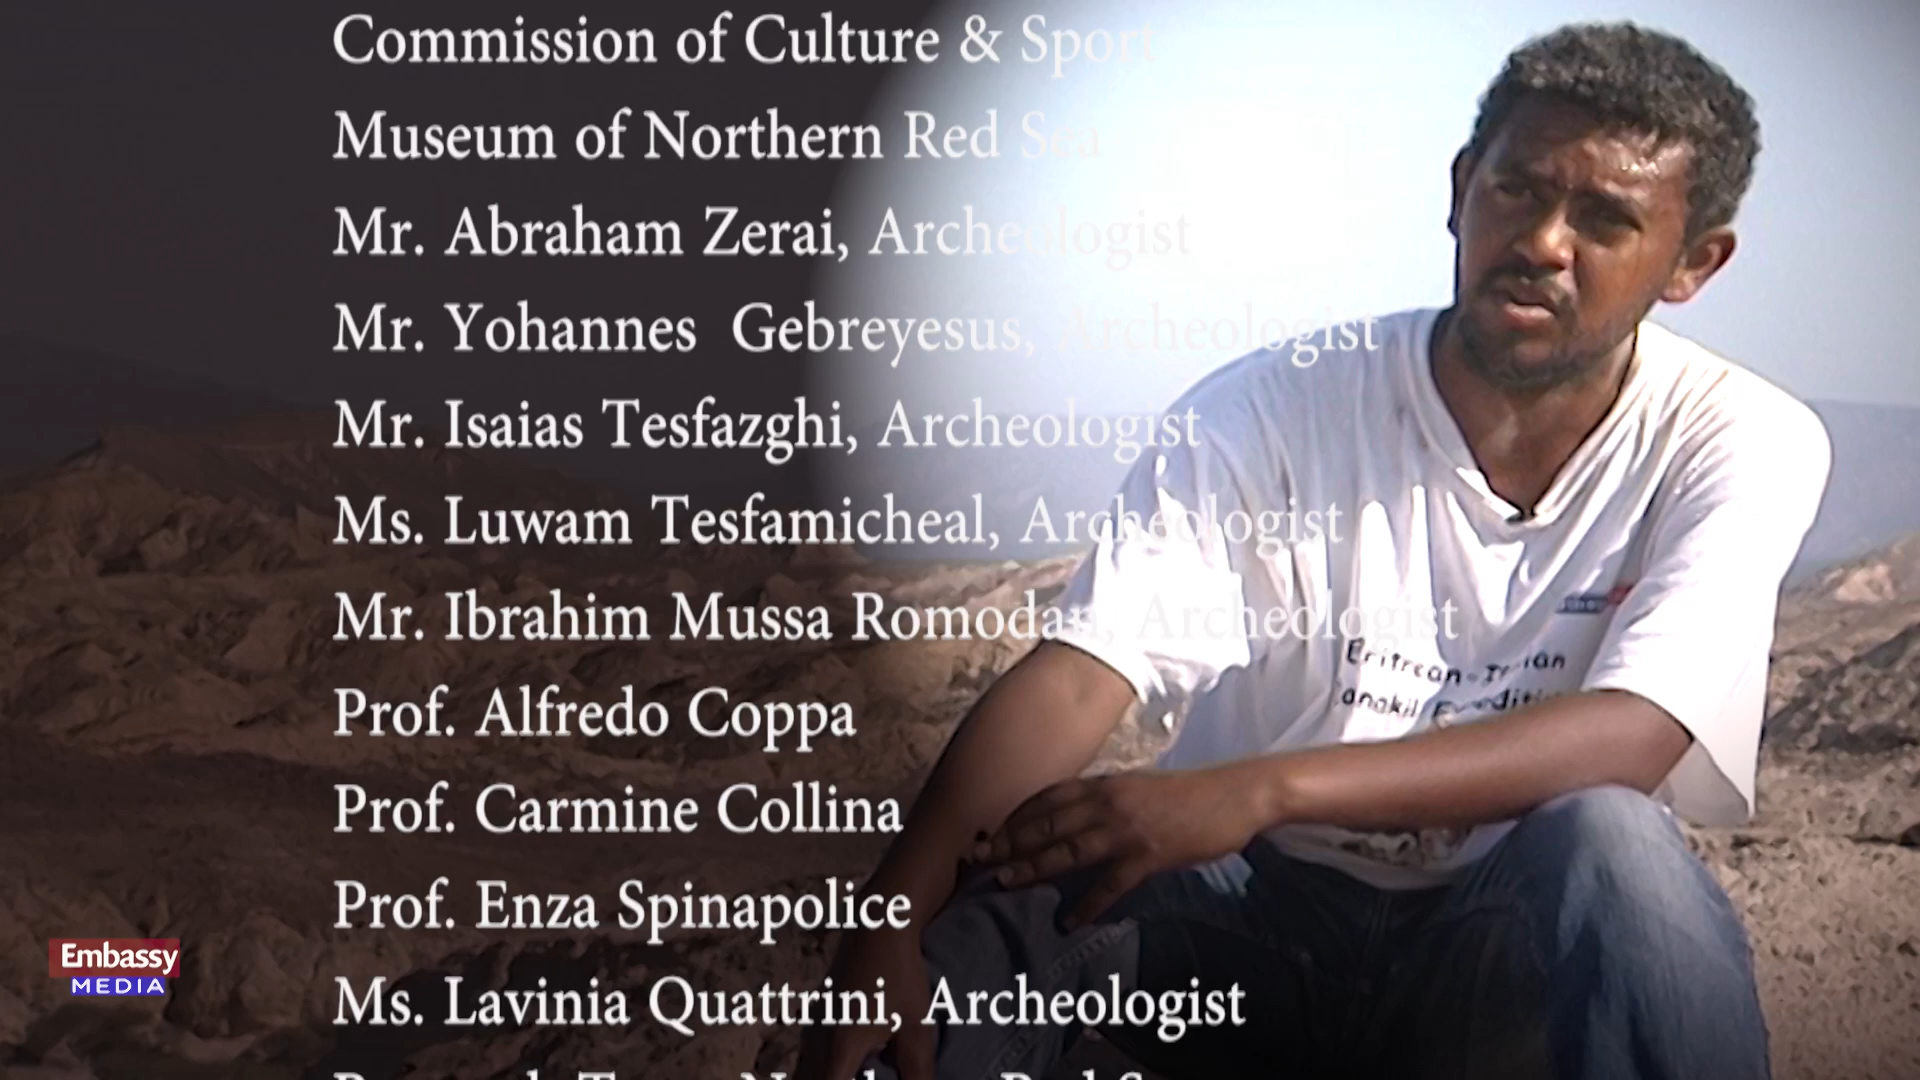 Commission of Culture & Sport
Museum of Northern Red Sea
Mr. Abraham Zerai, Archeologist
Mr. Yohannes Gebreyesus, Archeologist
Mr. Isaias Tesfazghi, Archeologist
Ms. Luwam Tesfamicheal, Archeologist
Mr. Ibrahim Mussa Romodan, Archeologist
Eritrean-
Prof. Alfredo Coppa
Prof. Carmine Collina
Prof. Enza Spinapolice
Embassy
MEDIA
Ms. Lavinia Quattrini, Archeologist